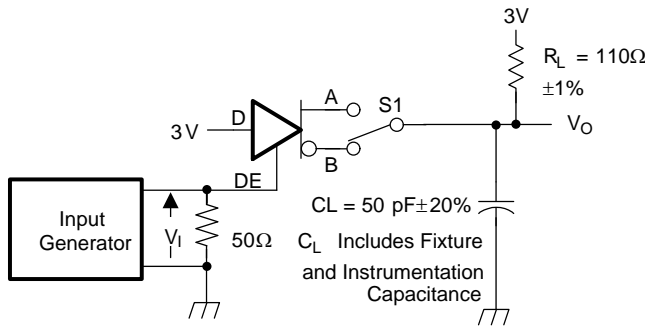 3V
R_L = 110Ω
±1%
A
S1
D
3V
V_O
B
DE
Input
Generator
V_I
50Ω
CL = 50 pF±20%
C_L Includes Fixture
and Instrumentation
Capacitance